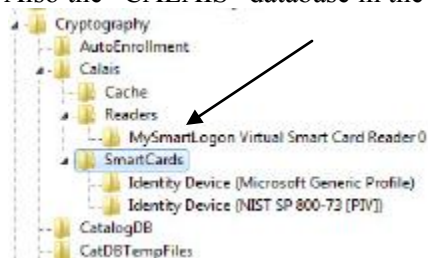 Also the "CALAIS" database in the
Cryptography
AutoEnrollment
Calais
Cache
Readers
MySmartLogon Virtual Smart Card Reader 0
SmartCards
Identity Device (Microsoft Generic Profile)
Identity Device (NIST SP 800-73 [PIV])
CatalogDB
CatDBTempFiles